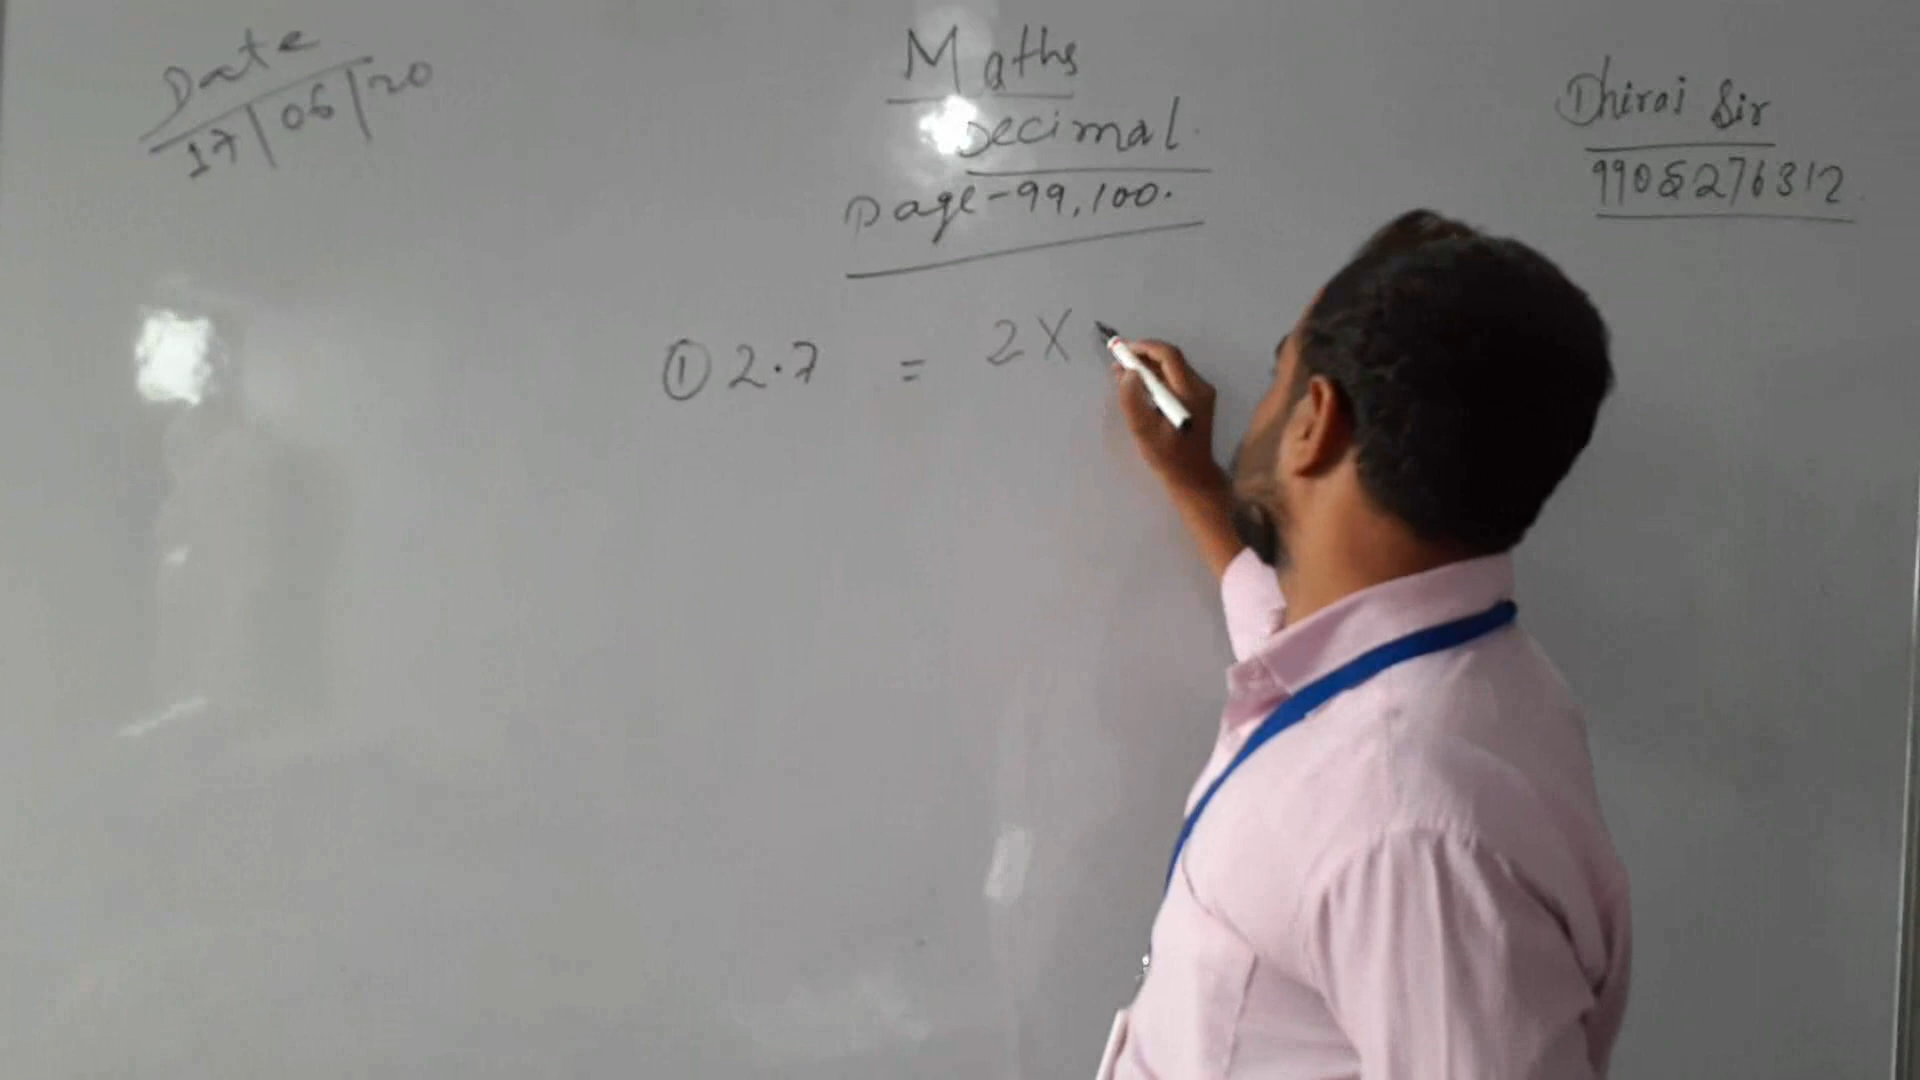 Date
17/06/20
Maths
Decimal.
Page-99,100.
Dhiraj Sir
9905276312
① 2.7 = 2X